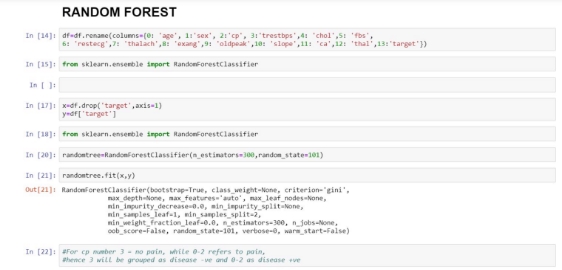 RANDOM FOREST
In [14]: df=df.rename(columns={0: 'age', 1:'sex', 2:'cp', 3:'trestbps',4: 'chol',5: 'fbs',
6: 'restecg',7: 'thalach',8: 'exang',9: 'oldpeak',10: 'slope',11: 'ca',12: 'thal',13:'target'})
In [15]: from sklearn.ensemble import RandomForestClassifier
In [ ]:
In [17]: x=df.drop('target',axis=1)
y=df['target']
In [18]: from sklearn.ensemble import RandomForestClassifier
In [20]: randomtree=RandomForestClassifier(n_estimators=300,random_state=101)
In [21]: randomtree.fit(x,y)
Out[21]: RandomForestClassifier(bootstrap=True, class_weight=None, criterion='gini',
max_depth=None, max_features='auto', max_leaf_nodes=None,
min_impurity_decrease=0.0, min_impurity_split=None,
min_samples_leaf=1, min_samples_split=2,
min_weight_fraction_leaf=0.0, n_estimators=300, n_jobs=None,
oob_score=False, random_state=101, verbose=0, warm_start=False)
In [22]: #For cp number 3 = no pain, while 0-2 refers to pain,
#hence 3 will be grouped as disease -ve and 0-2 as disease +ve